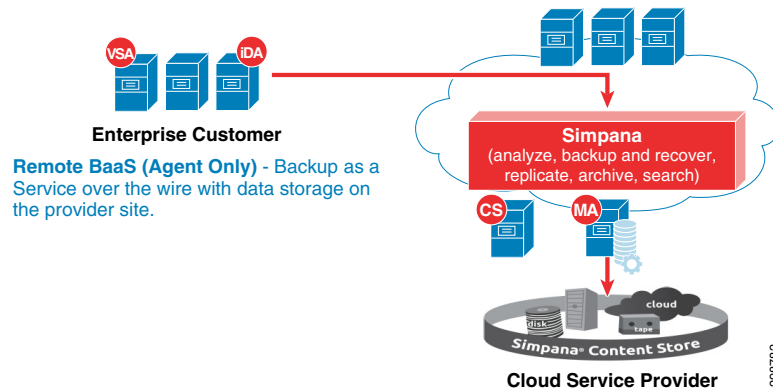 VSA
iDA
Enterprise Customer
Remote BaaS (Agent Only) - Backup as a
Service over the wire with data storage on
the provider site.
Simpana
(analyze, backup and recover,
replicate, archive, search)
CS
MA
cloud
disk
tape
Simpana® Content Store
Cloud Service Provider